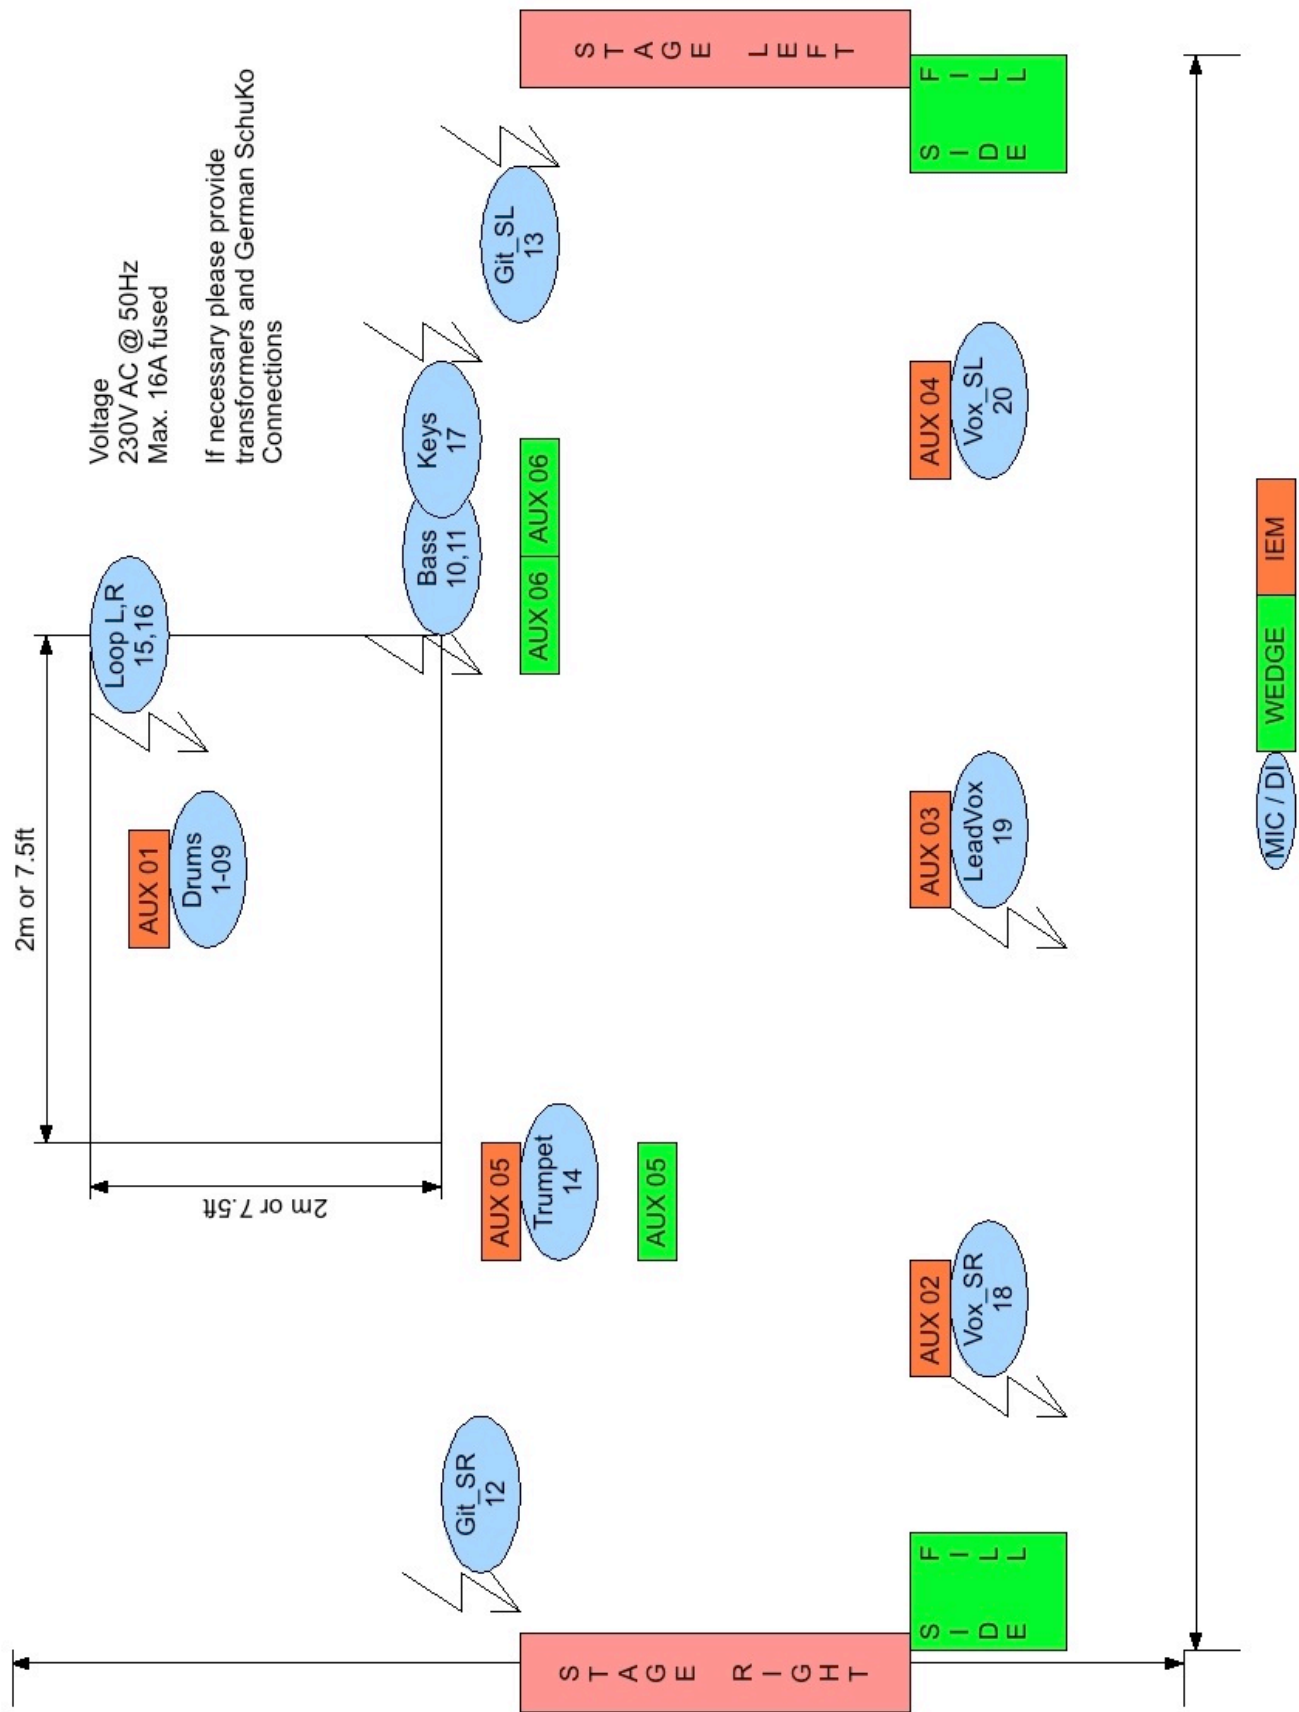 2m or 7.5ft
Voltage
230V AC @ 50Hz
Max. 16A fused
If necessary please provide
transformers and German SchuKo
Connections
Loop L,R
15,16
AUX 01
Drums
1-09
2m or 7.5ft
Bass
10,11
Keys
17
Git_SR
12
Git_SL
13
AUX 05
Trumpet
14
AUX 06
AUX 06
STAGE RIGHT
STAGE LEFT
AUX 05
SIDE
FILL
AUX 02
Vox_SR
18
AUX 03
LeadVox
19
AUX 04
Vox_SL
20
SIDE
FILL
MIC / DI
WEDGE
IEM